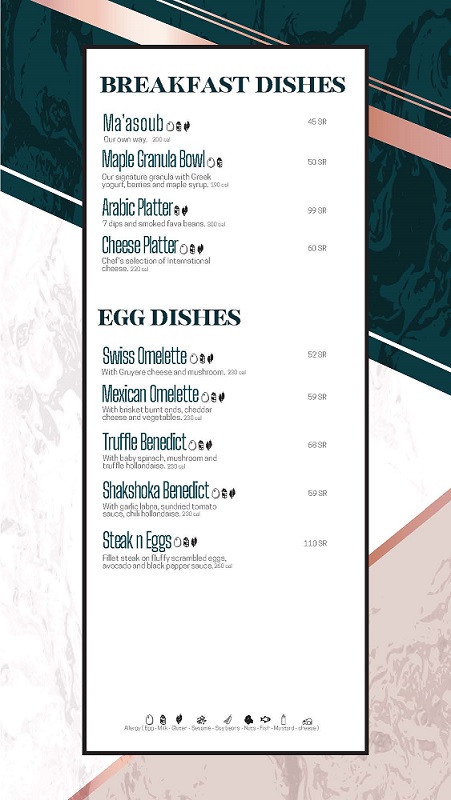 BREAKFAST DISHES
Ma'asoub
45 SR
Our own way. 200 cal
Maple Granula Bowl
50 SR
Our signature granula with Greek
yogurt, berries and maple syrup. 190 cal
Arabic Platter
99 SR
7 dips and smoked fava beans. 200 cal
Cheese Platter
60 SR
Chef's selection of International
cheese. 220 cal
EGG DISHES
Swiss Omelette
52 SR
With Gruyere cheese and mushroom. 230 cal
Mexican Omelette
59 SR
With brisket burnt ends, cheddar
cheese and vegetables. 230 cal
Truffle Benedict
68 SR
With baby spinach, mushroom and
truffle hollandaise. 250 cal
Shakshoka Benedict
59 SR
With garlic labna, sundried tomato
sauce, chili hollandaise. 230 cal
Steak n Eggs
110 SR
Fillet steak on fluffy scrambled eggs,
avocado and black pepper sauce. 260 cal
Allergy ( Egg - Milk - Gluten - Sesame - Soybeans - Nuts - Fish - Mustard - cheese )